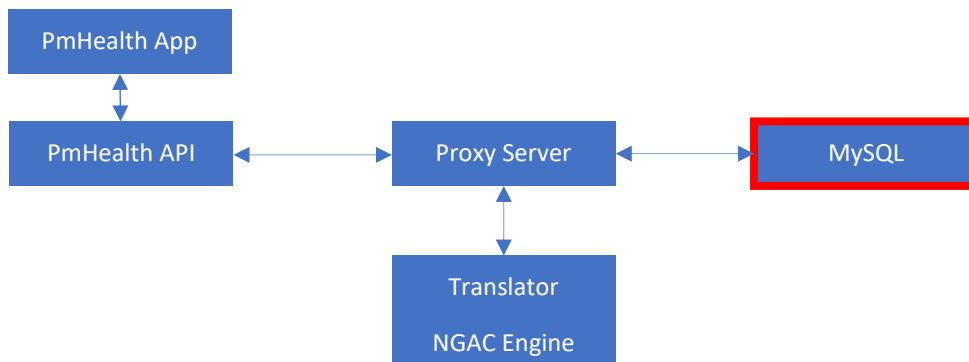 PmHealth App
PmHealth API
Proxy Server
MySQL
Translator
NGAC Engine